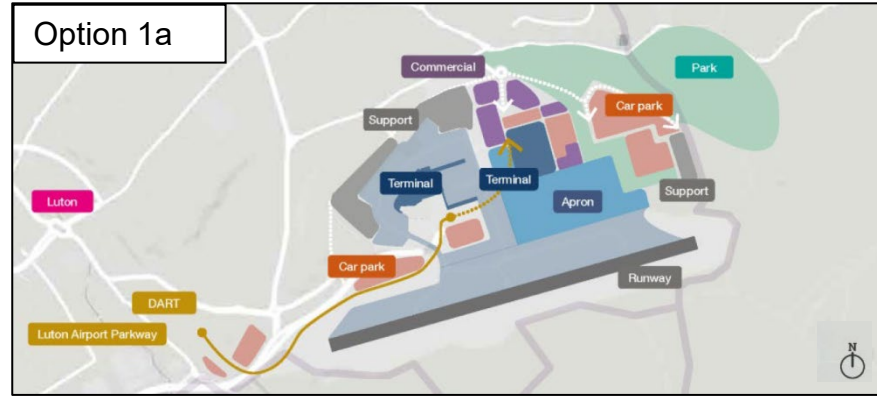 Option 1a
Commercial
Park
Car park
Support
Terminal
Terminal
Support
Luton
Apron
Car park
Runway
DART
Luton Airport Parkway
N